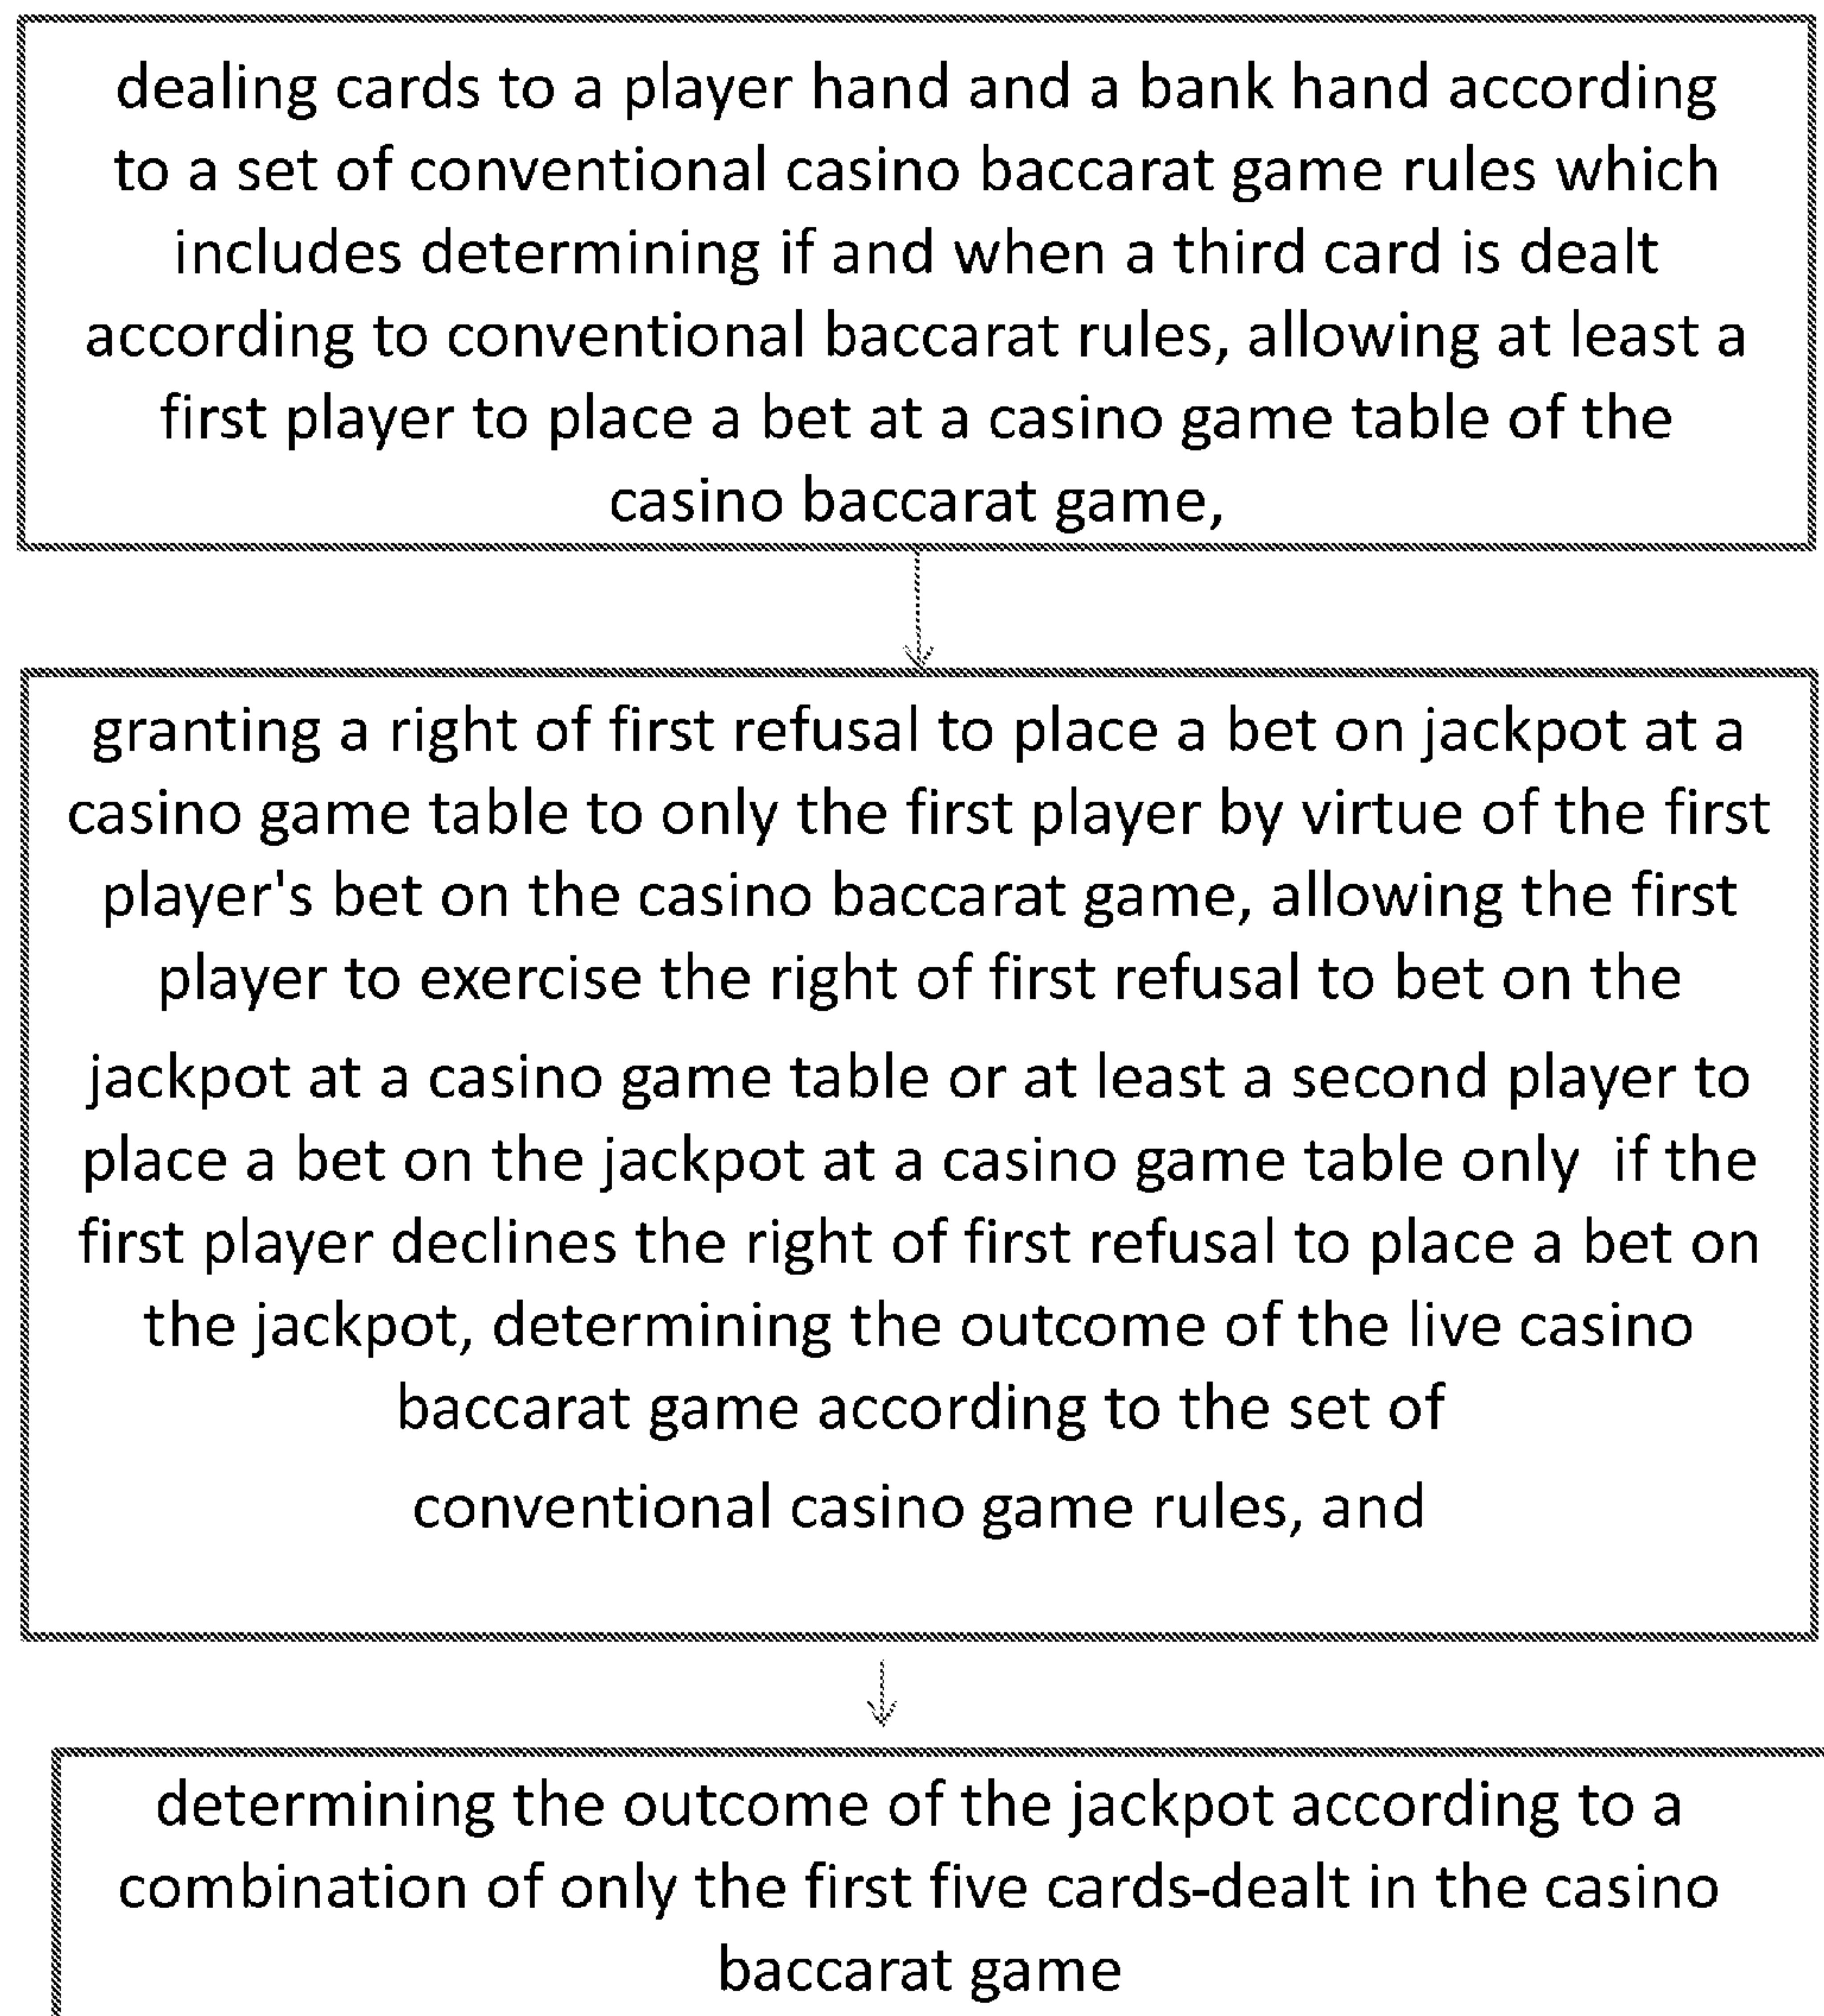 dealing cards to a player hand and a bank hand according
to a set of conventional casino baccarat game rules which
includes determining if and when a third card is dealt
according to conventional baccarat rules, allowing at least a
first player to place a bet at a casino game table of the
casino baccarat game,
granting a right of first refusal to place a bet on jackpot at a
casino game table to only the first player by virtue of the first
player's bet on the casino baccarat game, allowing the first
player to exercise the right of first refusal to bet on the
jackpot at a casino game table or at least a second player to
place a bet on the jackpot at a casino game table only  if the
first player declines the right of first refusal to place a bet on
the jackpot, determining the outcome of the live casino
baccarat game according to the set of
conventional casino game rules, and
determining the outcome of the jackpot according to a
combination of only the first five cards-dealt in the casino
baccarat game